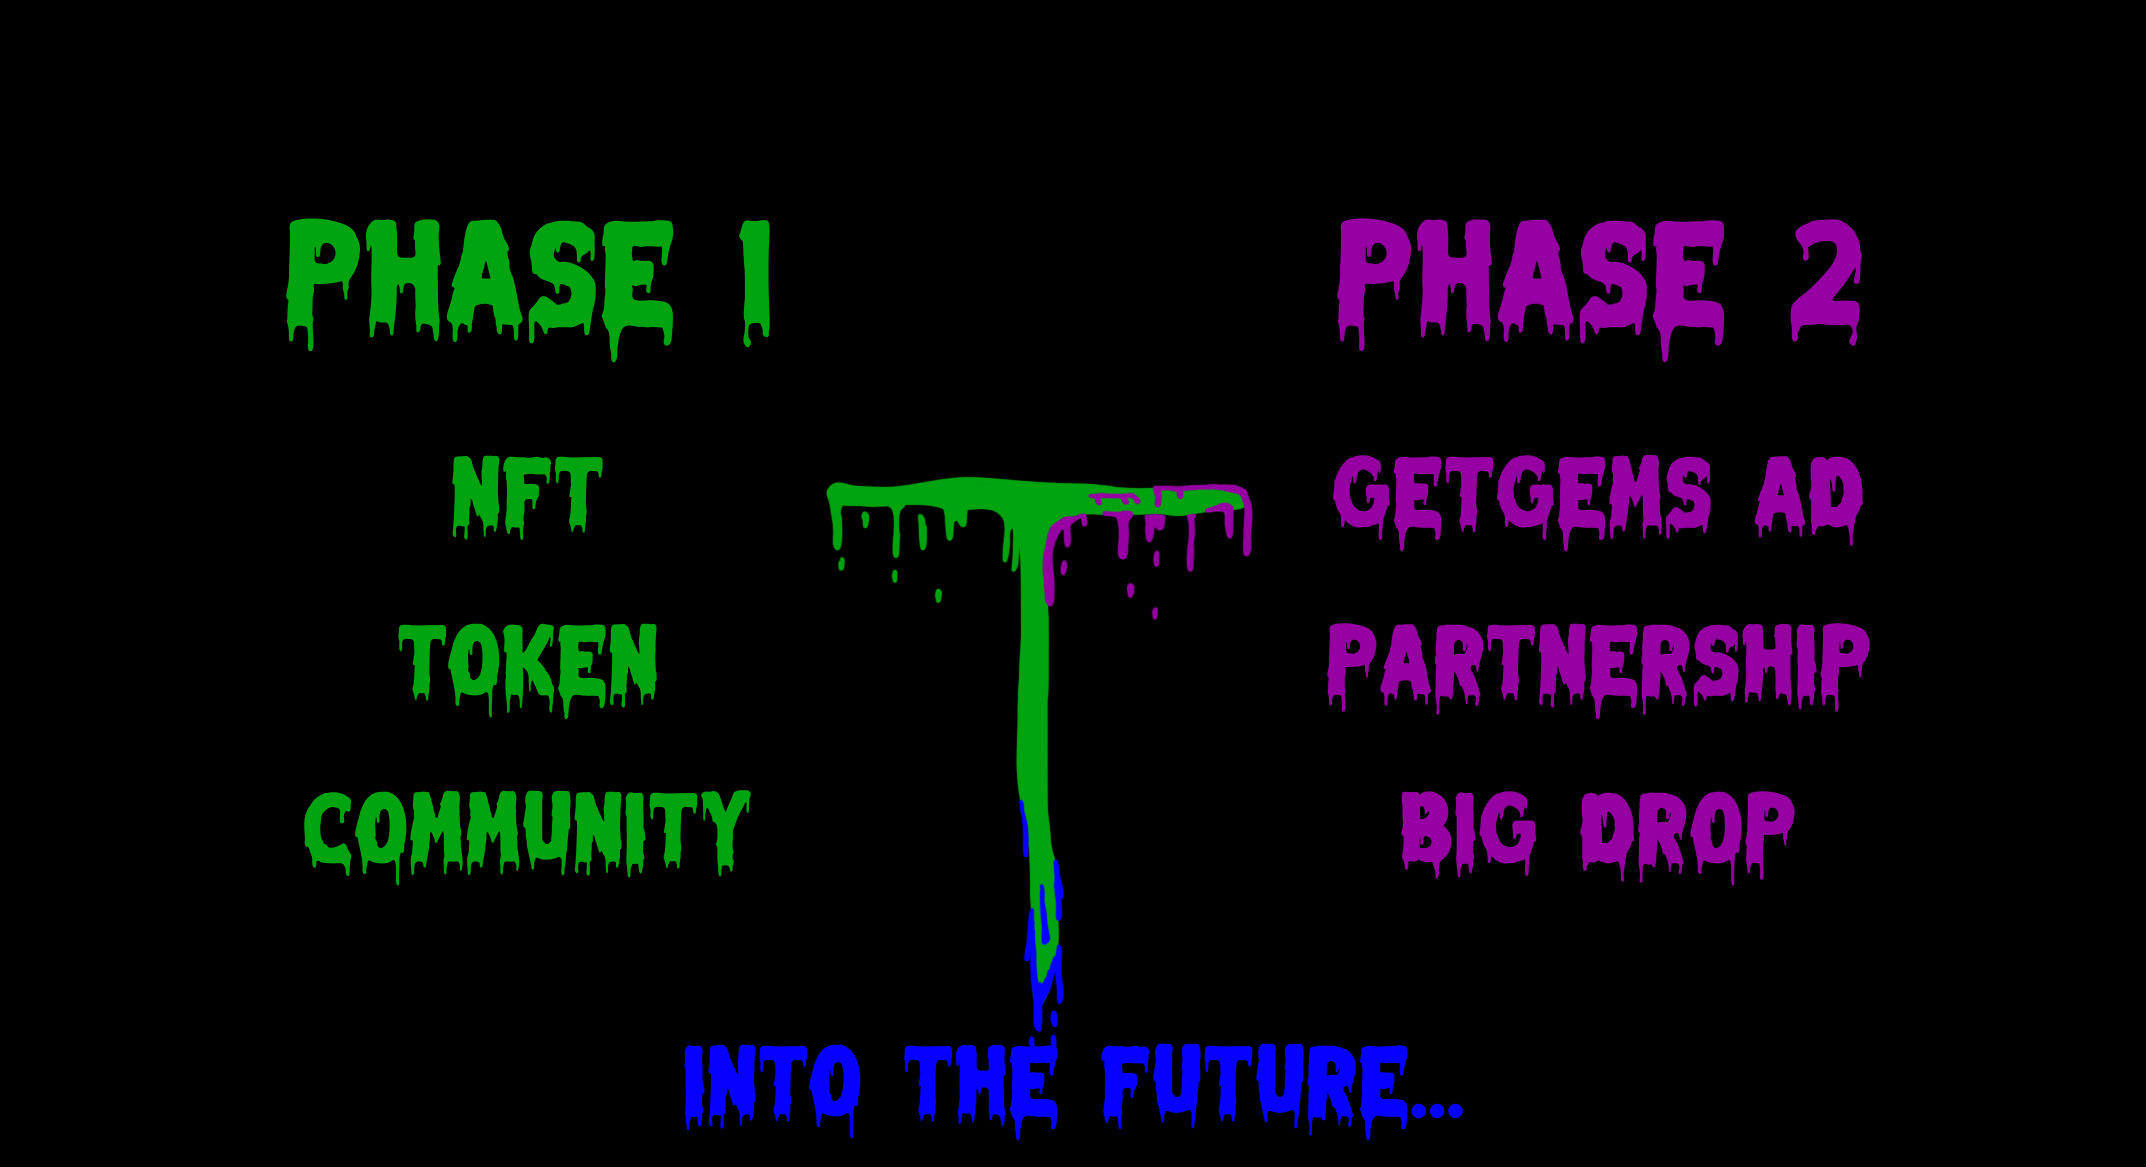 PHASE 1
NFT
TOKEN
COMMUNITY
PHASE 2
GETGEMS AD
PARTNERSHIP
BIG DROP
INTO THE FUTURE...